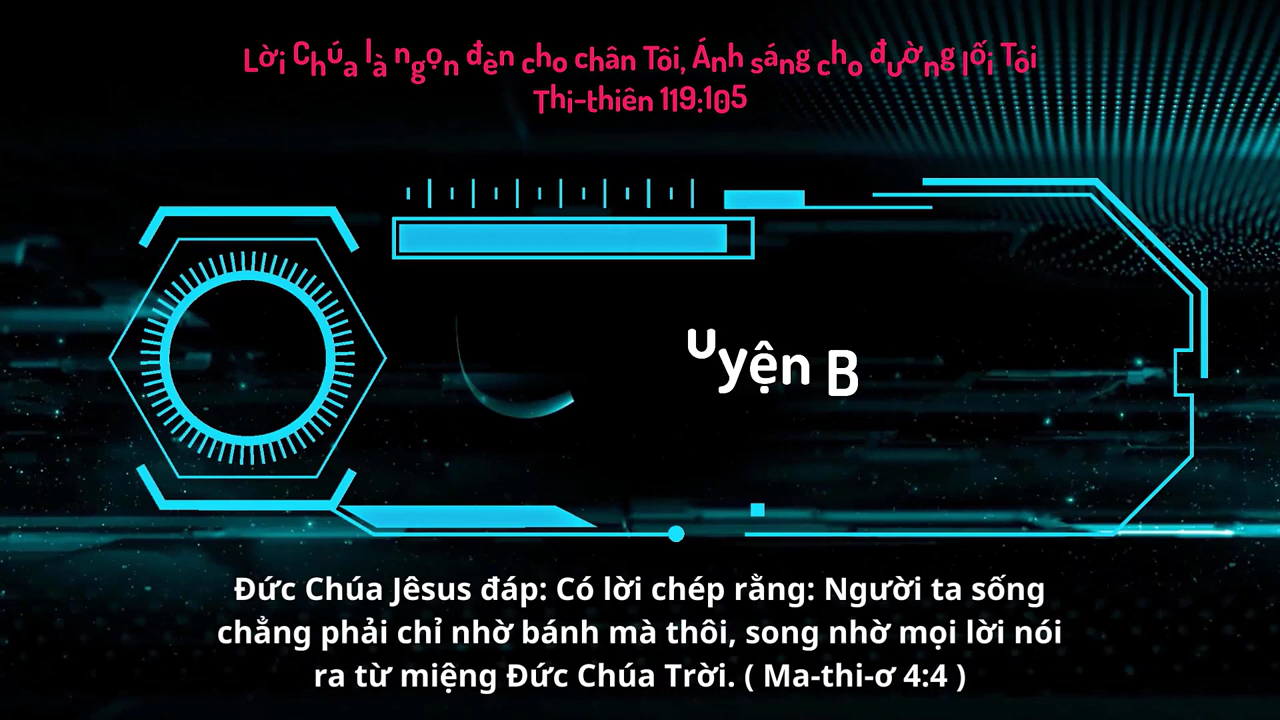 Lời Chúa là ngọn đèn cho chân Tôi, Ánh sáng cho đường lối Tôi
Thi-thiên 119:105
uyện B
Đức Chúa Jêsus đáp: Có lời chép rằng: Người ta sống
chẳng phải chỉ nhờ bánh mà thôi, song nhờ mọi lời nói
ra từ miệng Đức Chúa Trời. ( Ma-thi-ơ 4:4 )